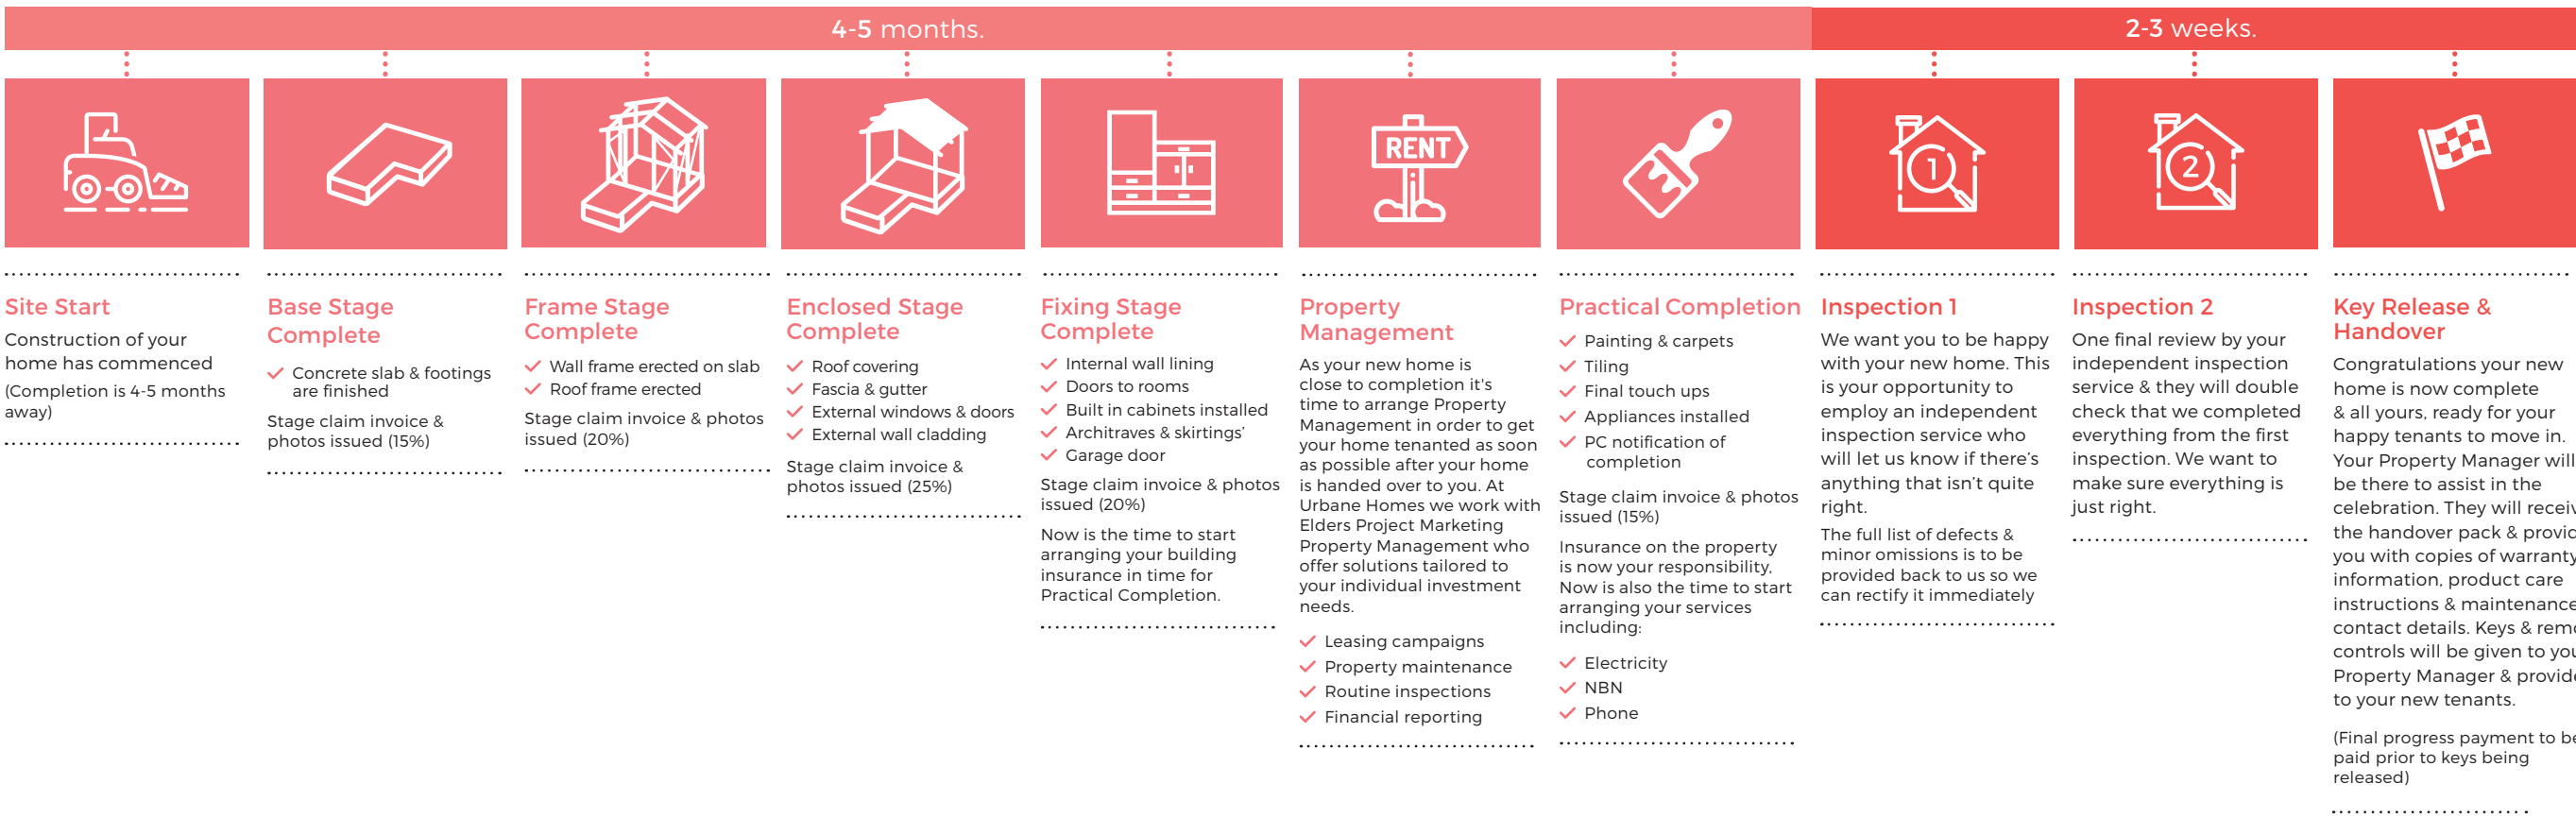 4-5 months.
2-3 weeks.
RENT
1
2
Site Start
Construction of your
home has commenced
(Completion is 4-5 months
away)
Base Stage
Complete
Concrete slab & footings
are finished
Stage claim invoice &
photos issued (15%)
Frame Stage
Complete
Wall frame erected on slab
Roof frame erected
Stage claim invoice & photos
issued (20%)
Enclosed Stage
Complete
Roof covering
Fascia & gutter
External windows & doors
External wall cladding
Stage claim invoice &
photos issued (25%)
Fixing Stage
Complete
Internal wall lining
Doors to rooms
Built in cabinets installed
Architraves & skirtings’
Garage door
Stage claim invoice & photos
issued (20%)
Now is the time to start
arranging your building
insurance in time for
Practical Completion.
Property
Management
As your new home is
close to completion it's
time to arrange Property
Management in order to get
your home tenanted as soon
as possible after your home
is handed over to you. At
Urbane Homes we work with
Elders Project Marketing
Property Management who
offer solutions tailored to
your individual investment
needs.
Leasing campaigns
Property maintenance
Routine inspections
Financial reporting
Practical Completion
Painting & carpets
Tiling
Final touch ups
Appliances installed
PC notification of
completion
Stage claim invoice & photos
issued (15%)
Insurance on the property
is now your responsibility,
Now is also the time to start
arranging your services
including:
Electricity
NBN
Phone
Inspection 1
We want you to be happy
with your new home. This
is your opportunity to
employ an independent
inspection service who
will let us know if there’s
anything that isn’t quite
right.
The full list of defects &
minor omissions is to be
provided back to us so we
can rectify it immediately
Inspection 2
One final review by your
independent inspection
service & they will double
check that we completed
everything from the first
inspection. We want to
make sure everything is
just right.
Key Release &
Handover
Congratulations your new
home is now complete
& all yours, ready for your
happy tenants to move in.
Your Property Manager will
be there to assist in the
celebration. They will receiv
the handover pack & provid
you with copies of warranty
information, product care
instructions & maintenance
contact details. Keys & remo
controls will be given to you
Property Manager & provide
to your new tenants.
(Final progress payment to be
paid prior to keys being
released)